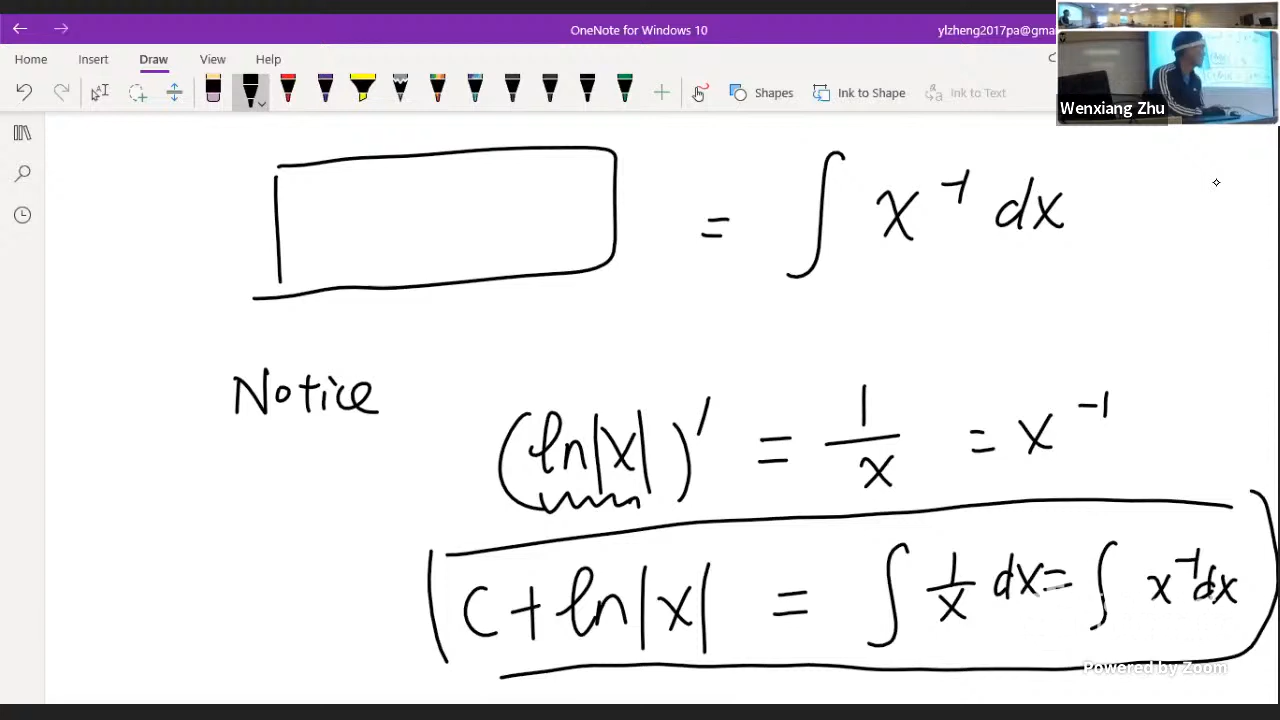 OneNote for Windows 10
ylzheng2017pa@gma
Home Insert Draw View Help
Shapes Ink to Shape Ink to Text
Wenxiang Zhu
= ∫ x⁻¹ dx
Notice
(ln|x|)' = 1/x = x⁻¹
C + ln|x| = ∫ 1/x dx = ∫ x⁻¹ dx
Powered by Zoom